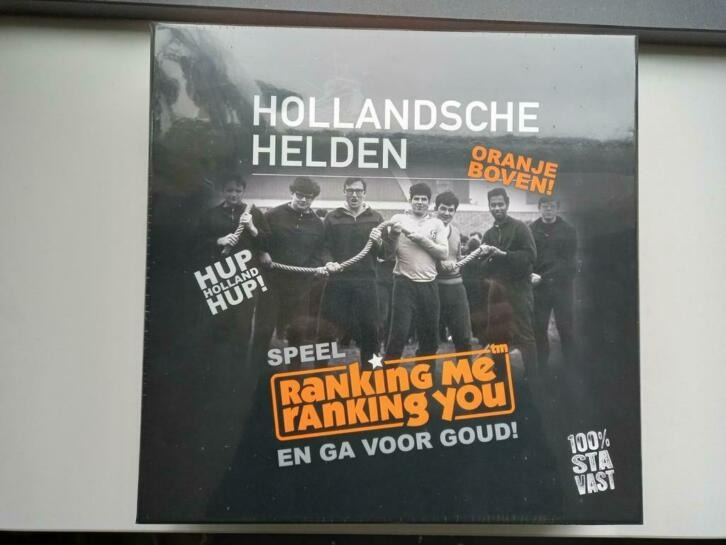 HOLLANDSCHE
HELDEN
ORANJE
BOVEN!
HUP
HOLLAND
HUP!
SPEEL
Ranking Me tm
rAnKING you
EN GA VOOR GOUD!
100%
STA
VAST